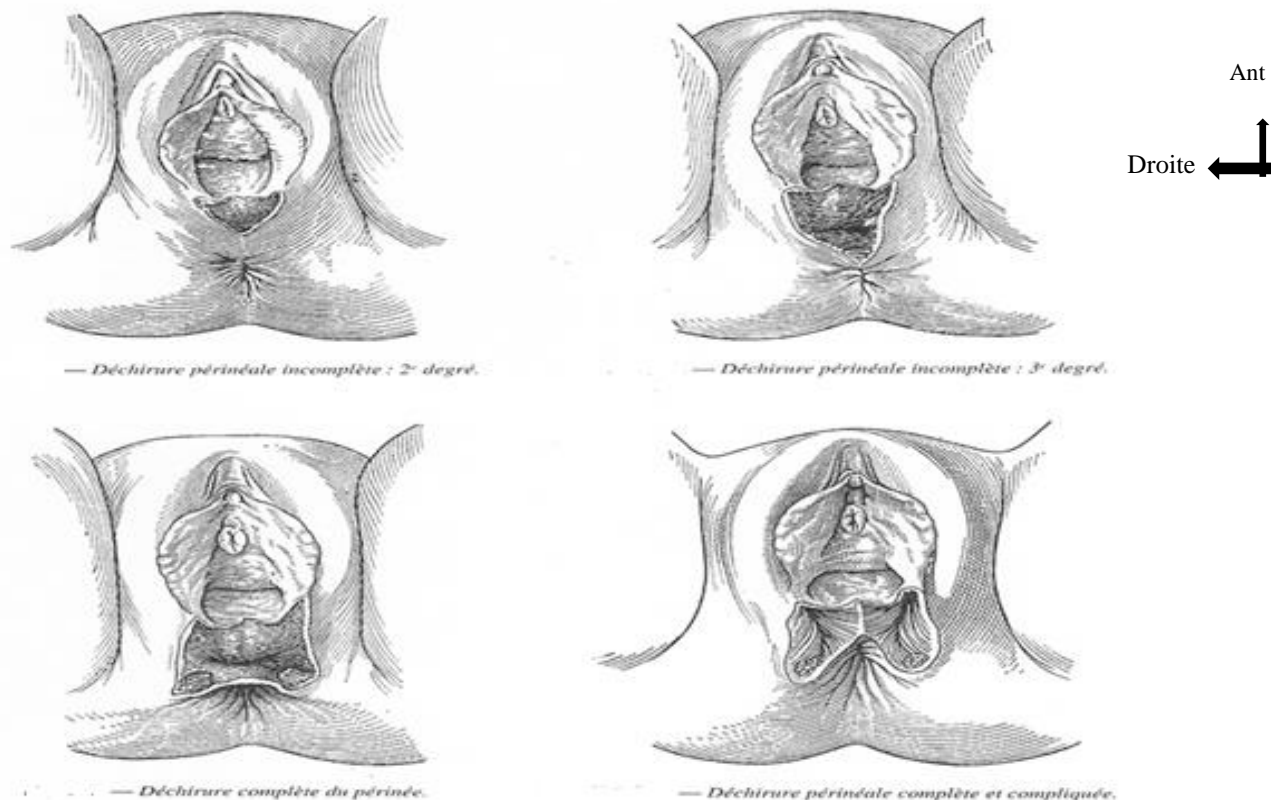 Ant
Droite
— Déchirure périnéale incomplète : 2e degré.
— Déchirure périnéale incomplète : 3e degré.
— Déchirure complète du périnée.
— Déchirure périnéale complète et compliquée.